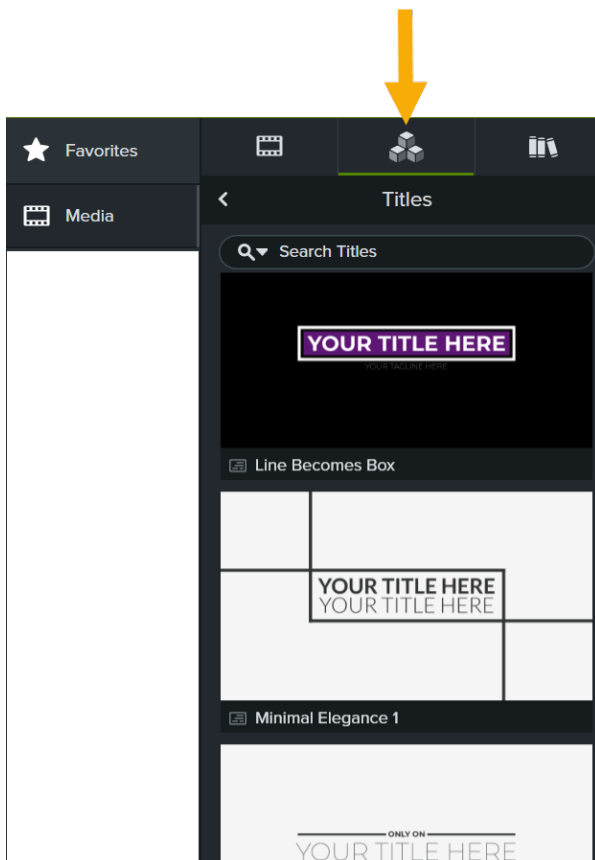 Favorites
Media
Titles
Search Titles
YOUR TITLE HERE
YOUR TAGLINE HERE
Line Becomes Box
YOUR TITLE HERE
YOUR TITLE HERE
Minimal Elegance 1
ONLY ON
YOUR TITLE HERE